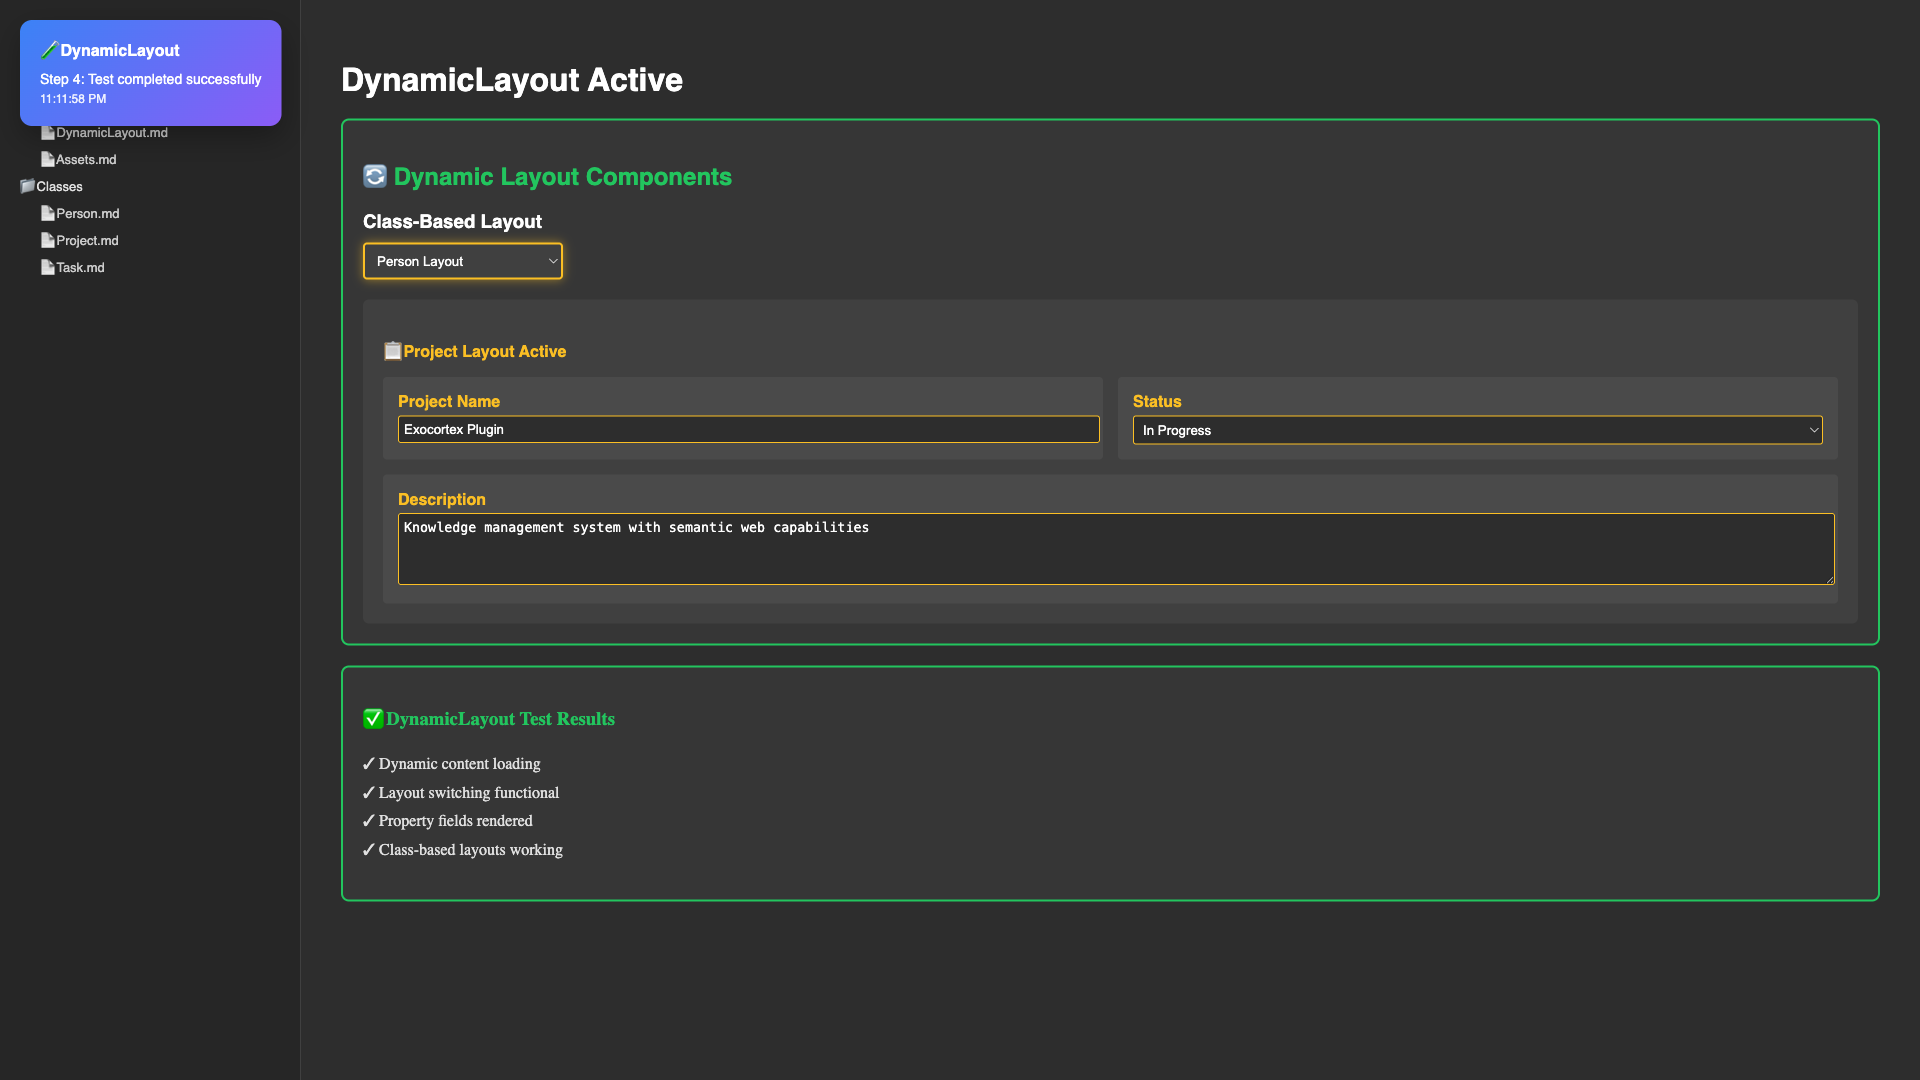 DynamicLayout
Step 4: Test completed successfully
11:11:58 PM
DynamicLayout.md
Assets.md
Classes
Person.md
Project.md
Task.md
DynamicLayout Active
Dynamic Layout Components
Class-Based Layout
Person Layout
Project Layout Active
Project Name
Exocortex Plugin
Status
In Progress
Description
Knowledge management system with semantic web capabilities
DynamicLayout Test Results
✓ Dynamic content loading
✓ Layout switching functional
✓ Property fields rendered
✓ Class-based layouts working